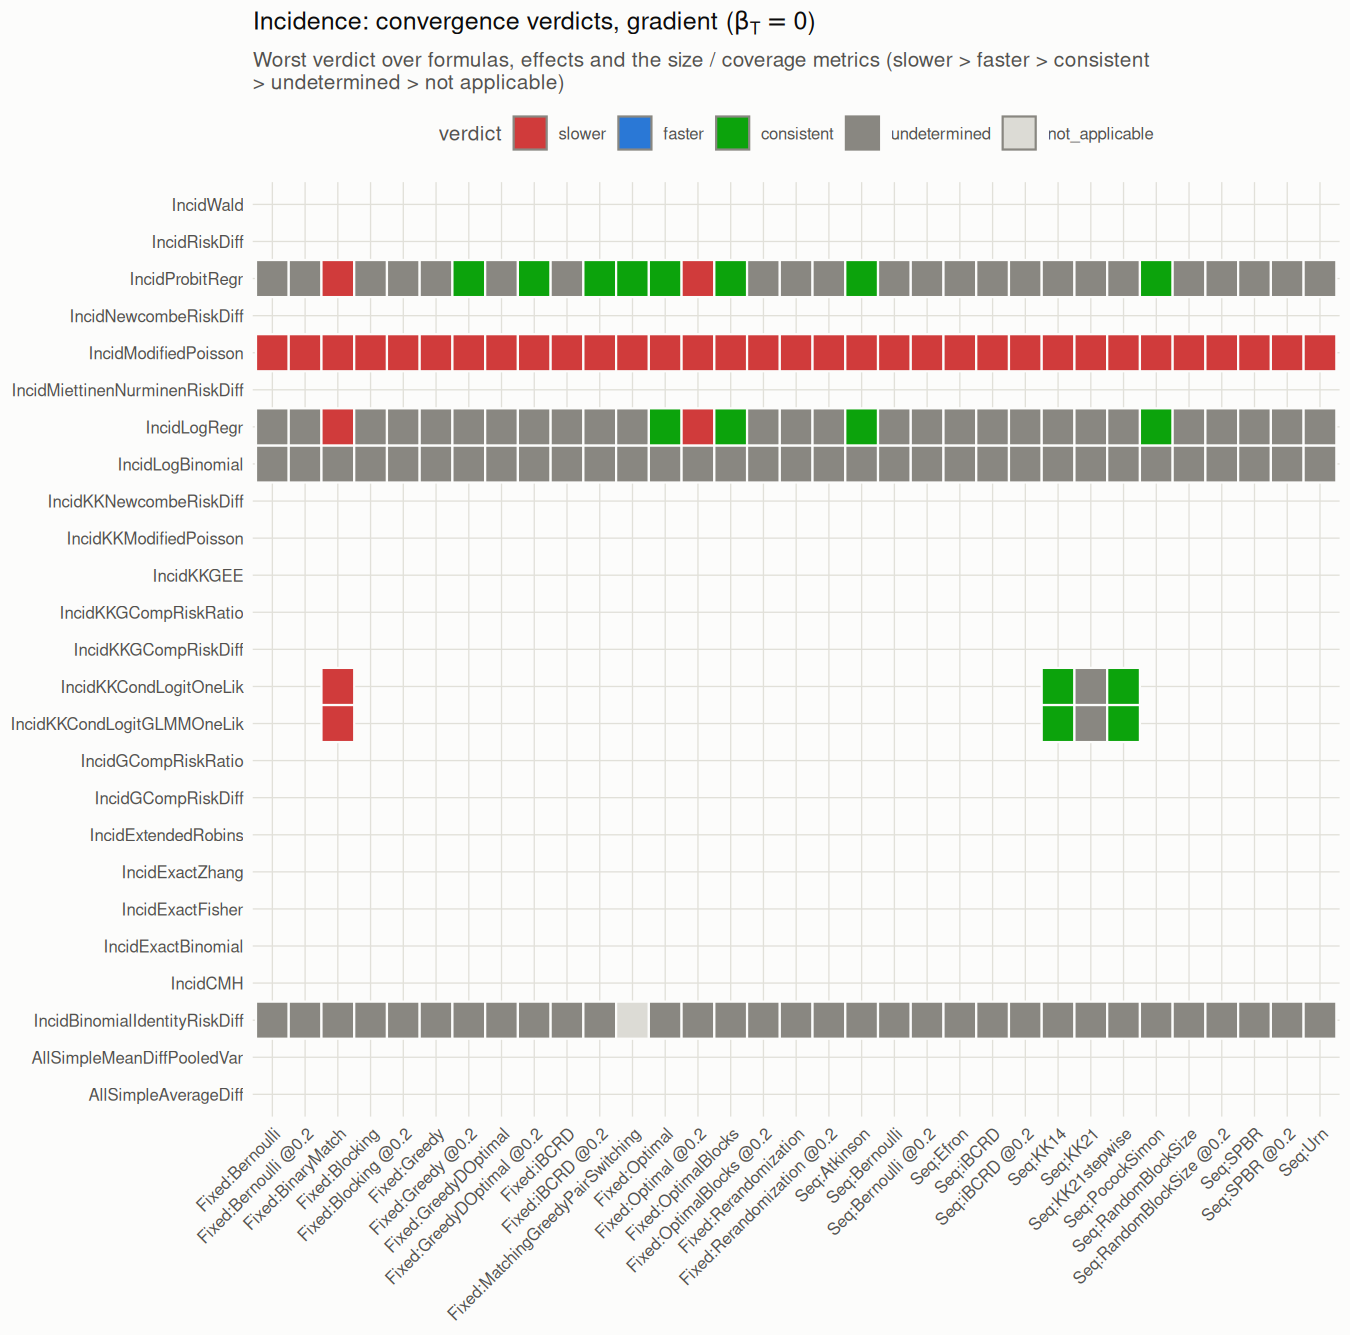 Incidence: convergence verdicts, gradient (βT = 0)
Worst verdict over formulas, effects and the size / coverage metrics (slower > faster > consistent
> undetermined > not applicable)
verdict slower faster consistent undetermined not_applicable
IncidWald
IncidRiskDiff
IncidProbitRegr
IncidNewcombeRiskDiff
IncidModifiedPoisson
IncidMiettinenNurminenRiskDiff
IncidLogRegr
IncidLogBinomial
IncidKKNewcombeRiskDiff
IncidKKModifiedPoisson
IncidKKGEE
IncidKKGCompRiskRatio
IncidKKGCompRiskDiff
IncidKKCondLogitOneLik
IncidKKCondLogitGLMMOneLik
IncidGCompRiskRatio
IncidGCompRiskDiff
IncidExtendedRobins
IncidExactZhang
IncidExactFisher
IncidExactBinomial
IncidCMH
IncidBinomialIdentityRiskDiff
AllSimpleMeanDiffPooledVar
AllSimpleAverageDiff
Fixed:Bernoulli
Fixed:Bernoulli @0.2
Fixed:BinaryMatch
Fixed:Blocking
Fixed:Blocking @0.2
Fixed:Greedy
Fixed:Greedy @0.2
Fixed:GreedyDOptimal
Fixed:GreedyDOptimal @0.2
Fixed:iBCRD
Fixed:iBCRD @0.2
Fixed:MatchingGreedyPairSwitching
Fixed:Optimal
Fixed:Optimal @0.2
Fixed:OptimalBlocks
Fixed:OptimalBlocks @0.2
Fixed:Rerandomization
Fixed:Rerandomization @0.2
Seq:Atkinson
Seq:Bernoulli
Seq:Bernoulli @0.2
Seq:Efron
Seq:iBCRD
Seq:iBCRD @0.2
Seq:KK14
Seq:KK21
Seq:KK21stepwise
Seq:PocockSimon
Seq:RandomBlockSize
Seq:RandomBlockSize @0.2
Seq:SPBR
Seq:SPBR @0.2
Seq:Urn